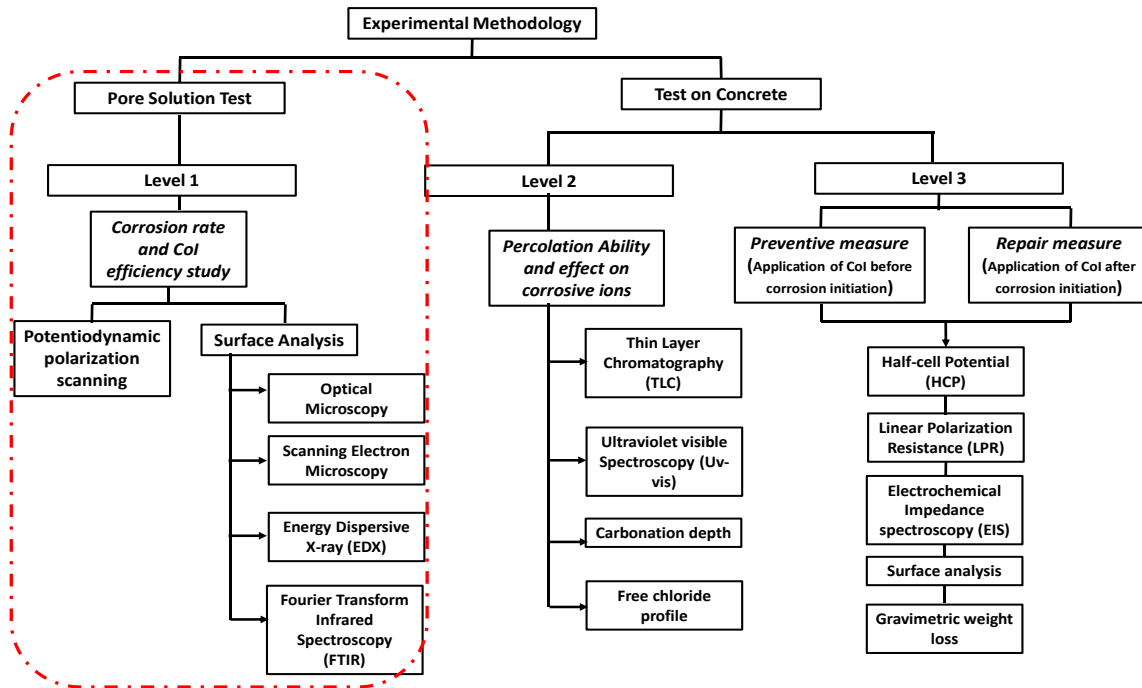 Experimental Methodology
Pore Solution Test
Test on Concrete
Level 1
Level 2
Level 3
Corrosion rate
and CoI
efficiency study
Percolation Ability
and effect on
corrosive ions
Preventive measure
(Application of CoI before
corrosion initiation)
Repair measure
(Application of CoI after
corrosion initiation)
Potentiodynamic
polarization
scanning
Surface Analysis
Optical
Microscopy
Scanning Electron
Microscopy
Energy Dispersive
X-ray (EDX)
Fourier Transform
Infrared
Spectroscopy
(FTIR)
Thin Layer
Chromatography
(TLC)
Ultraviolet visible
Spectroscopy (Uv-
vis)
Carbonation depth
Free chloride
profile
Half-cell Potential
(HCP)
Linear Polarization
Resistance (LPR)
Electrochemical
Impedance
spectroscopy (EIS)
Surface analysis
Gravimetric weight
loss